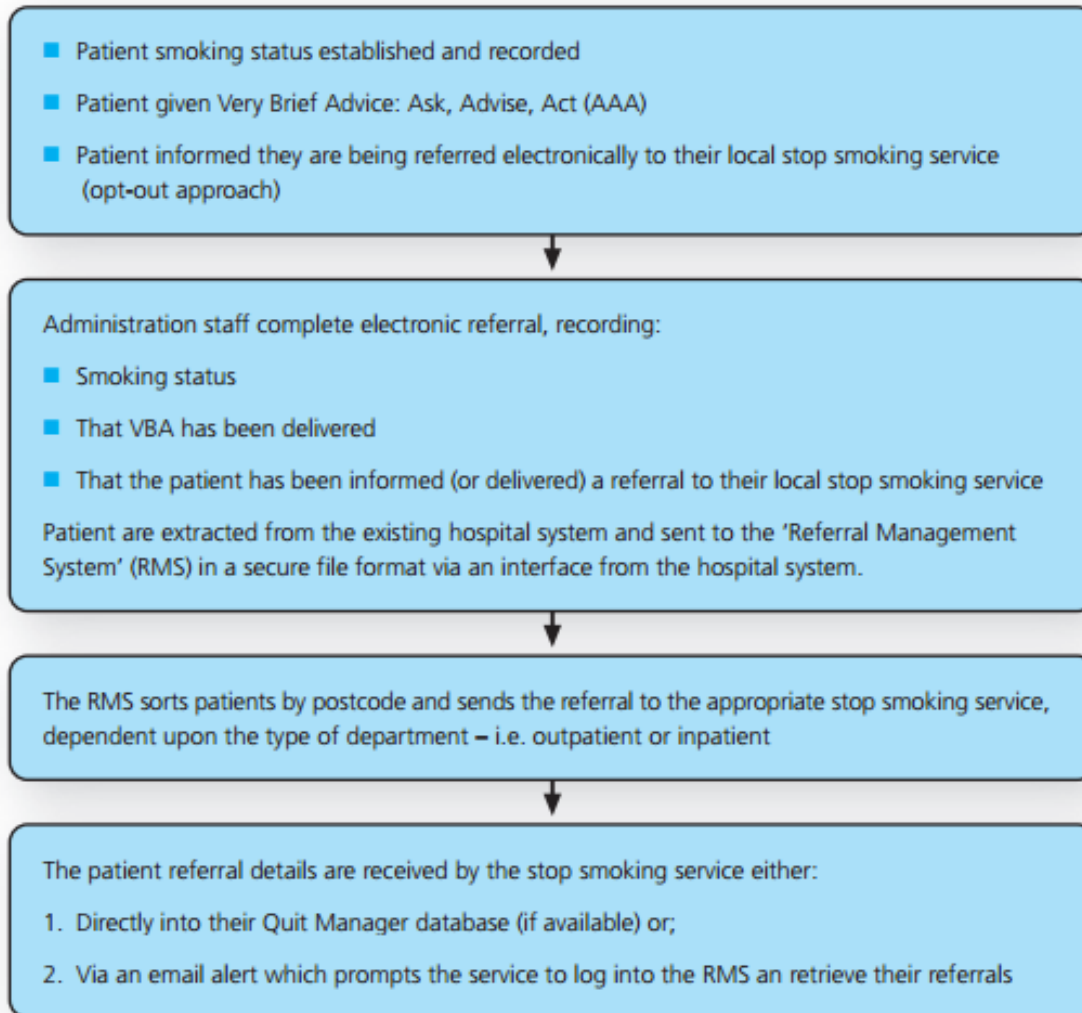 ■ Patient smoking status established and recorded
■ Patient given Very Brief Advice: Ask, Advise, Act (AAA)
■ Patient informed they are being referred electronically to their local stop smoking service
(opt-out approach)
Administration staff complete electronic referral, recording:
■ Smoking status
■ That VBA has been delivered
■ That the patient has been informed (or delivered) a referral to their local stop smoking service
Patient are extracted from the existing hospital system and sent to the ‘Referral Management
System’ (RMS) in a secure file format via an interface from the hospital system.
The RMS sorts patients by postcode and sends the referral to the appropriate stop smoking service,
dependent upon the type of department – i.e. outpatient or inpatient
The patient referral details are received by the stop smoking service either:
1. Directly into their Quit Manager database (if available) or;
2. Via an email alert which prompts the service to log into the RMS an retrieve their referrals